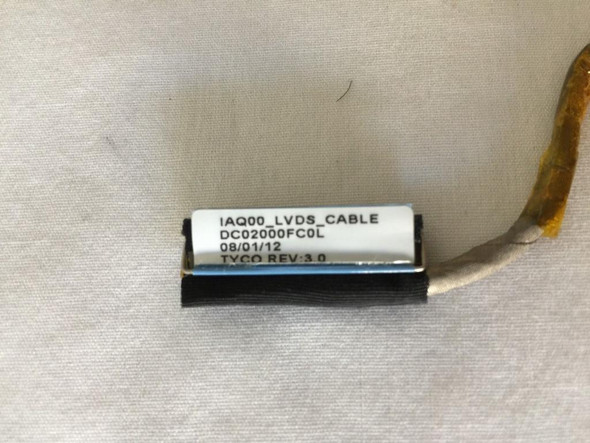 IAQ00_LVDS_CABLE
DC02000FC0L
08/01/12
TYCO REV:3.0